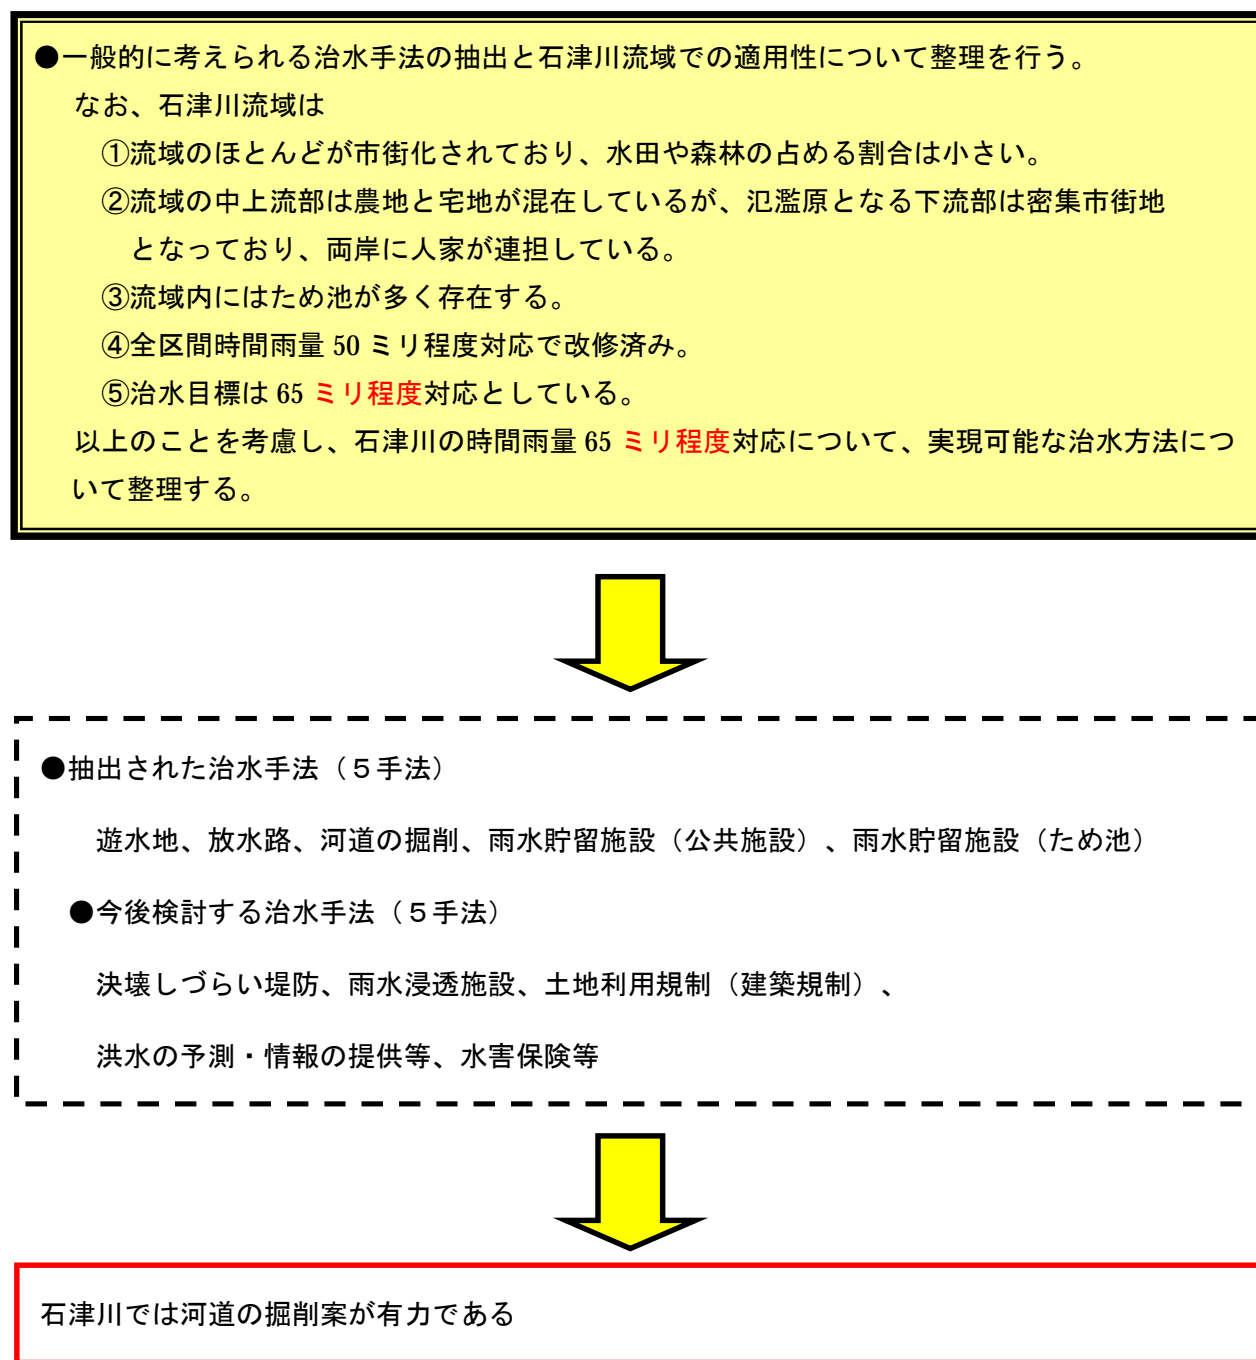 ●一般的に考えられる治水手法の抽出と石津川流域での適用性について整理を行う。
なお、石津川流域は
①流域のほとんどが市街化されており、水田や森林の占める割合は小さい。
②流域の中上流部は農地と宅地が混在しているが、氾濫原となる下流部は密集市街地
となっており、両岸に人家が連担している。
③流域内にはため池が多く存在する。
④全区間時間雨量 50 ミリ程度対応で改修済み。
⑤治水目標は 65 ミリ程度対応としている。
以上のことを考慮し、石津川の時間雨量 65 ミリ程度対応について、実現可能な治水方法につ
いて整理する。
●抽出された治水手法（５手法）
遊水地、放水路、河道の掘削、雨水貯留施設（公共施設）、雨水貯留施設（ため池）
●今後検討する治水手法（５手法）
決壊しづらい堤防、雨水浸透施設、土地利用規制（建築規制）、
洪水の予測・情報の提供等、水害保険等
石津川では河道の掘削案が有力である